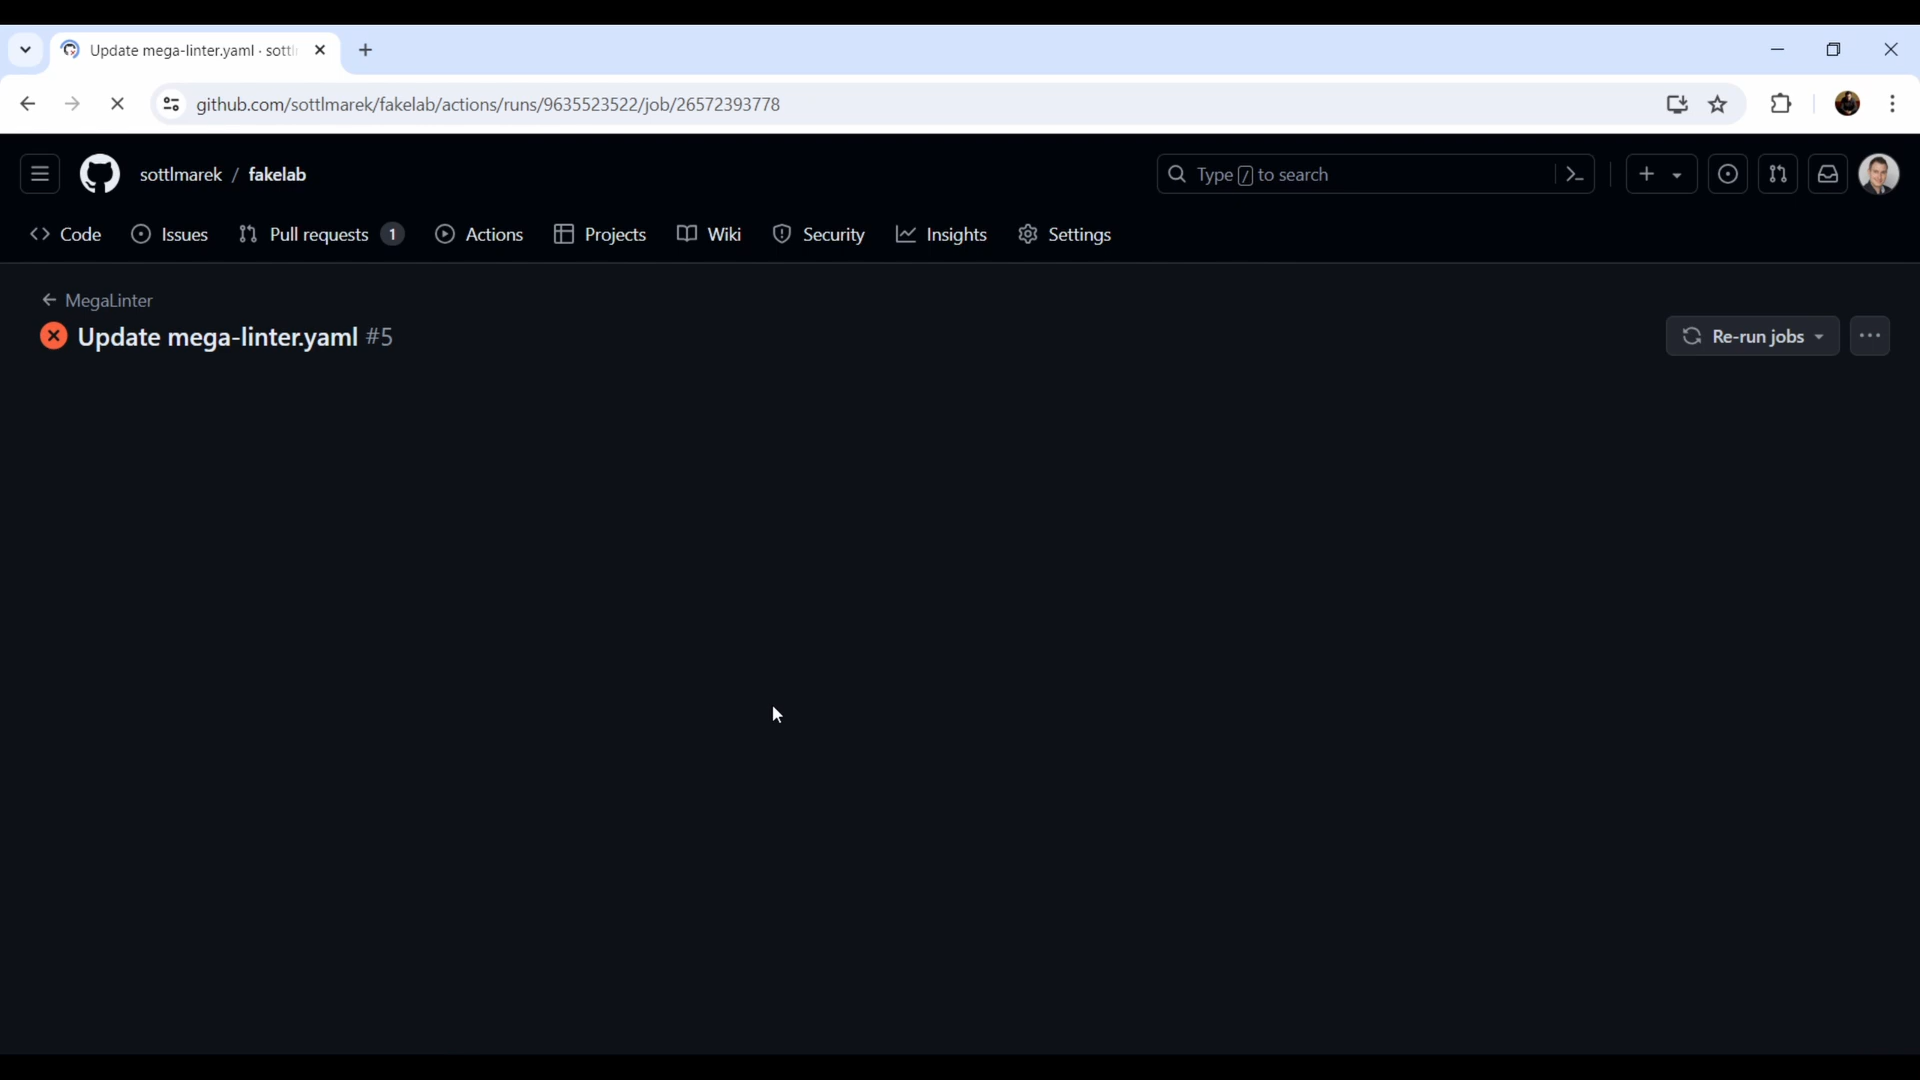 Update mega-linter.yaml · sottl
github.com/sottlmarek/fakelab/actions/runs/9635523522/job/26572393778
sottlmarek / fakelab
Type / to search
Code Issues Pull requests 1 Actions Projects Wiki Security Insights Settings
MegaLinter
Update mega-linter.yaml #5
Re-run jobs